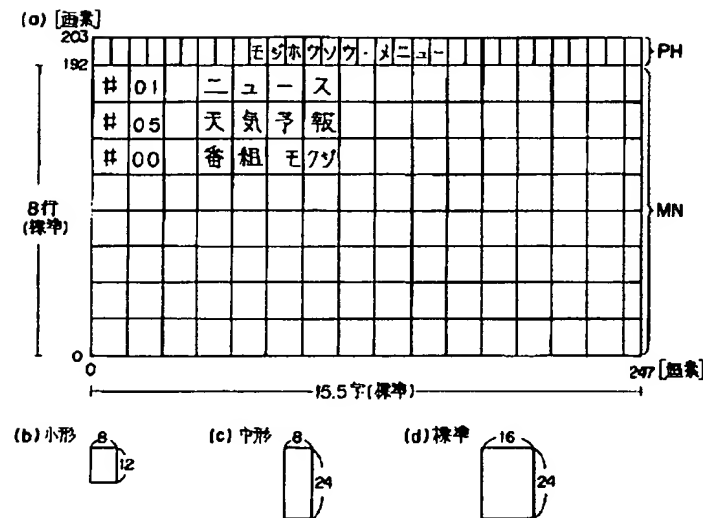 (a) [画素]
203
モジホウソウ・メニュー
PH
192
# 01 ニュース
# 05 天気予報
# 00 番組 モクジ
8行
(標準)
MN
0
0
247 [画素]
15.5字(標準)
(b) 小形
8
12
(c) 中形
8
24
(d) 標準
16
24